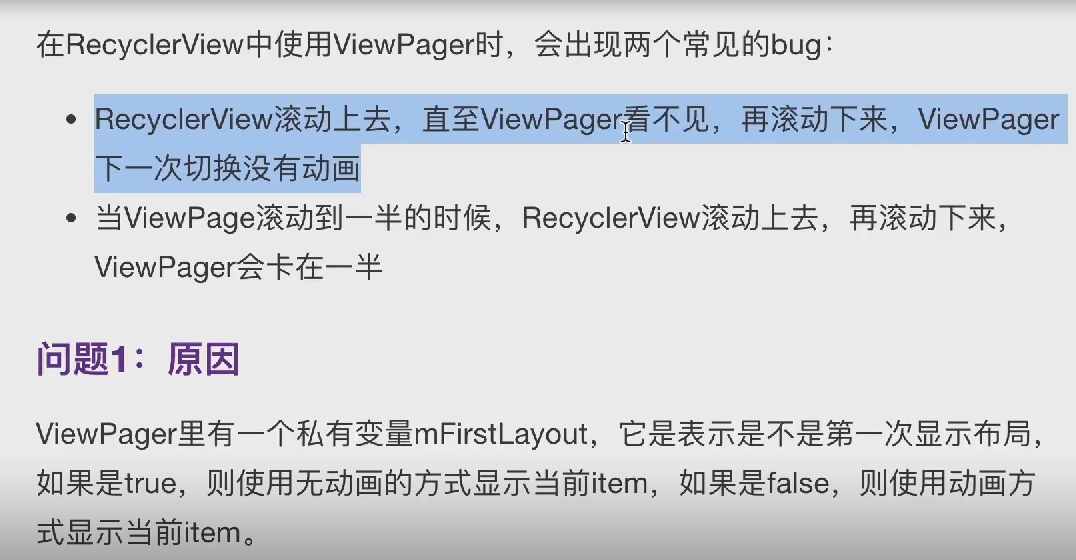 在RecyclerView中使用ViewPager时，会出现两个常见的bug：
• RecyclerView滚动上去，直至ViewPager看不见，再滚动下来，ViewPager
下一次切换没有动画
• 当ViewPage滚动到一半的时候，RecyclerView滚动上去，再滚动下来，
ViewPager会卡在一半
问题1：原因
ViewPager里有一个私有变量mFirstLayout，它是表示是不是第一次显示布局，
如果是true，则使用无动画的方式显示当前item，如果是false，则使用动画方
式显示当前item。